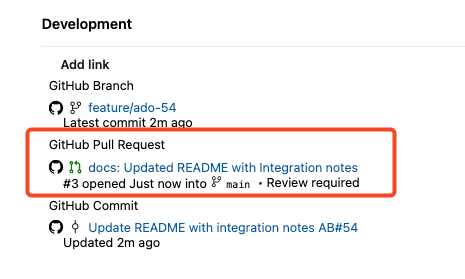 Development
Add link
GitHub Branch
feature/ado-54
Latest commit 2m ago
GitHub Pull Request
docs: Updated README with Integration notes
#3 opened Just now into main • Review required
GitHub Commit
Update README with integration notes AB#54
Updated 2m ago